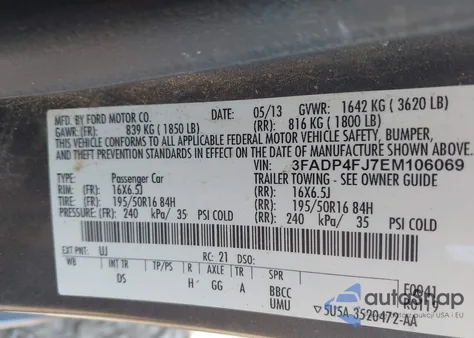 MFD. BY FORD MOTOR CO. DATE: 05/13 GVWR: 1642 KG ( 3620 LB)
GAWR: (FR): 839 KG ( 1850 LB) (RR): 816 KG ( 1800 LB)
THIS VEHICLE CONFORMS TO ALL APPLICABLE FEDERAL MOTOR VEHICLE SAFETY, BUMPER,
AND THEFT PREVENTION STANDARDS IN EFFECT ON THE DATE OF MANUFACTURE SHOWN ABOVE.
VIN: 3FADP4FJ7EM106069
TYPE: Passenger Car TRAILER TOWING - SEE OWNER GUIDE
RIM: (FR): 16X6.5J (RR): 16X6.5J
TIRE: (FR): 195/50R16 84H (RR): 195/50R16 84H
PRESSURE: (FR): 240 kPa/ 35 PSI COLD (RR): 240 kPa/ 35 PSI COLD
EXT PNT: UJ RC: 21 DSO:
WB INT TR TP/PS R AXLE TR SPR
DS H GG A BBCC E0941
UMU R0119
5U5A-3520472-AA
autoshop
AUKCJE USA i EU